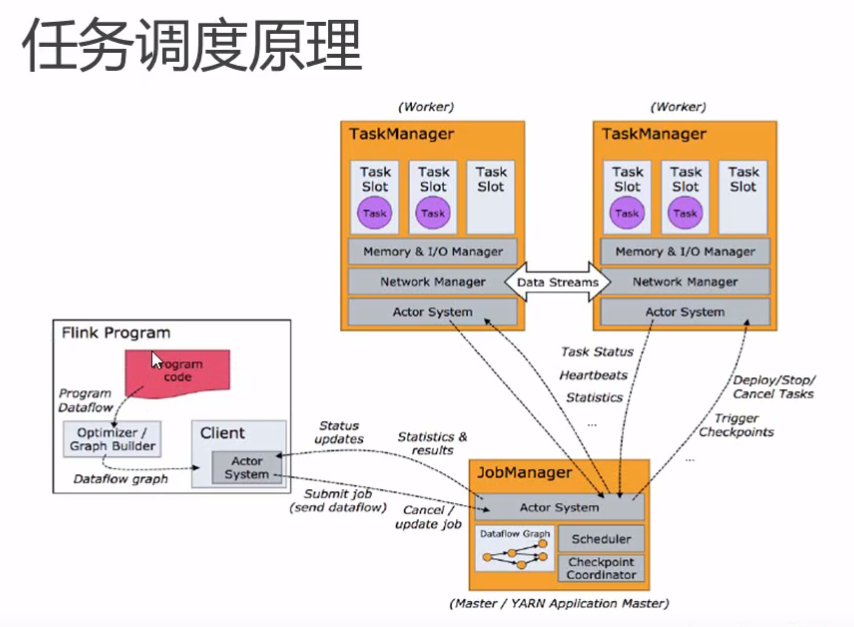 任务调度原理
(Worker)
(Worker)
TaskManager
Task
Slot
Task
Task
Slot
Task
Task
Slot
Memory & I/O Manager
Network Manager
Actor System
TaskManager
Task
Slot
Task
Task
Slot
Task
Task
Slot
Memory & I/O Manager
Network Manager
Actor System
Data Streams
Flink Program
Program
code
Program
Dataflow
Optimizer /
Graph Builder
Dataflow graph
Client
Actor
System
Status
updates
Statistics &
results
Submit job
(send dataflow)
Cancel /
update job
Task Status
Heartbeats
Statistics
...
Deploy/Stop/
Cancel Tasks
Trigger
Checkpoints
...
JobManager
Actor System
Dataflow Graph
Scheduler
Checkpoint
Coordinator
(Master / YARN Application Master)